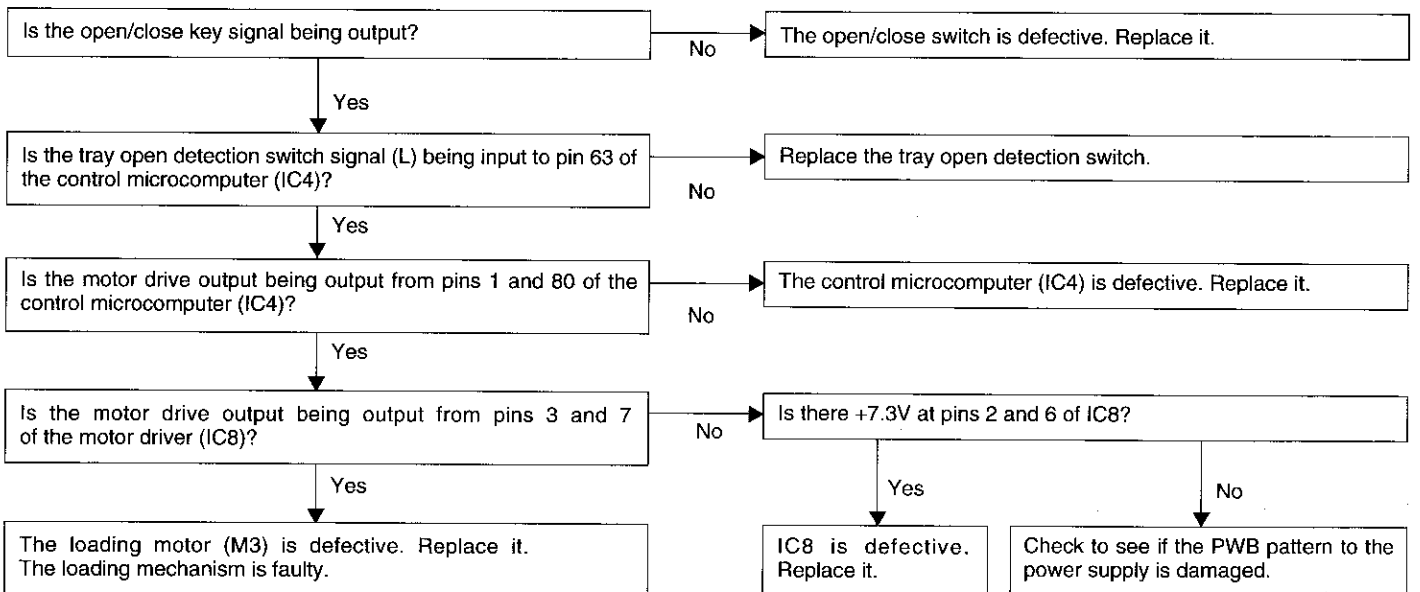 Is the open/close key signal being output?
No
The open/close switch is defective. Replace it.
Yes
Is the tray open detection switch signal (L) being input to pin 63 of
the control microcomputer (IC4)?
No
Replace the tray open detection switch.
Yes
Is the motor drive output being output from pins 1 and 80 of the
control microcomputer (IC4)?
No
The control microcomputer (IC4) is defective. Replace it.
Yes
Is the motor drive output being output from pins 3 and 7
of the motor driver (IC8)?
No
Is there +7.3V at pins 2 and 6 of IC8?
Yes
Yes
No
The loading motor (M3) is defective. Replace it.
The loading mechanism is faulty.
IC8 is defective.
Replace it.
Check to see if the PWB pattern to the
power supply is damaged.